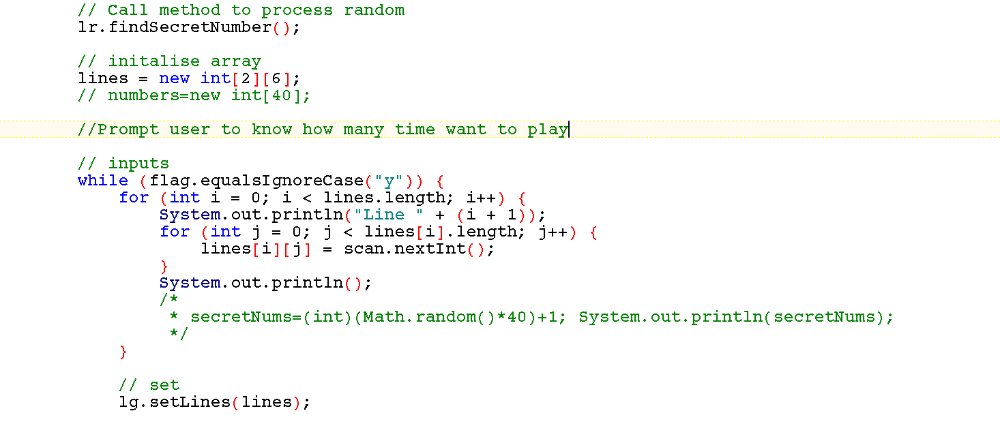 // Call method to process random
lr.findSecretNumber();
// initalise array
lines = new int[2][6];
// numbers=new int[40];
//Prompt user to know how many time want to play
// inputs
while (flag.equalsIgnoreCase("y")) {
for (int i = 0; i < lines.length; i++) {
System.out.println("Line " + (i + 1));
for (int j = 0; j < lines[i].length; j++) {
lines[i][j] = scan.nextInt();
}
System.out.println();
/*
* secretNums=(int)(Math.random()*40)+1; System.out.println(secretNums);
*/
}
// set
lg.setLines(lines);